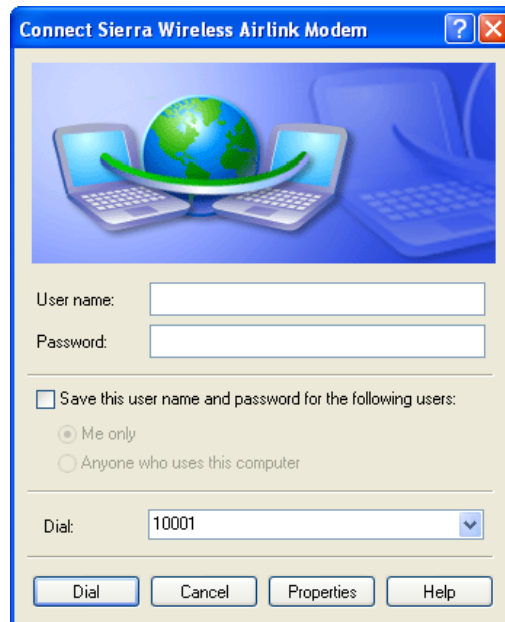 Connect Sierra Wireless Airlink Modem
User name:
Password:
Save this user name and password for the following users:
Me only
Anyone who uses this computer
Dial: 10001
Dial Cancel Properties Help